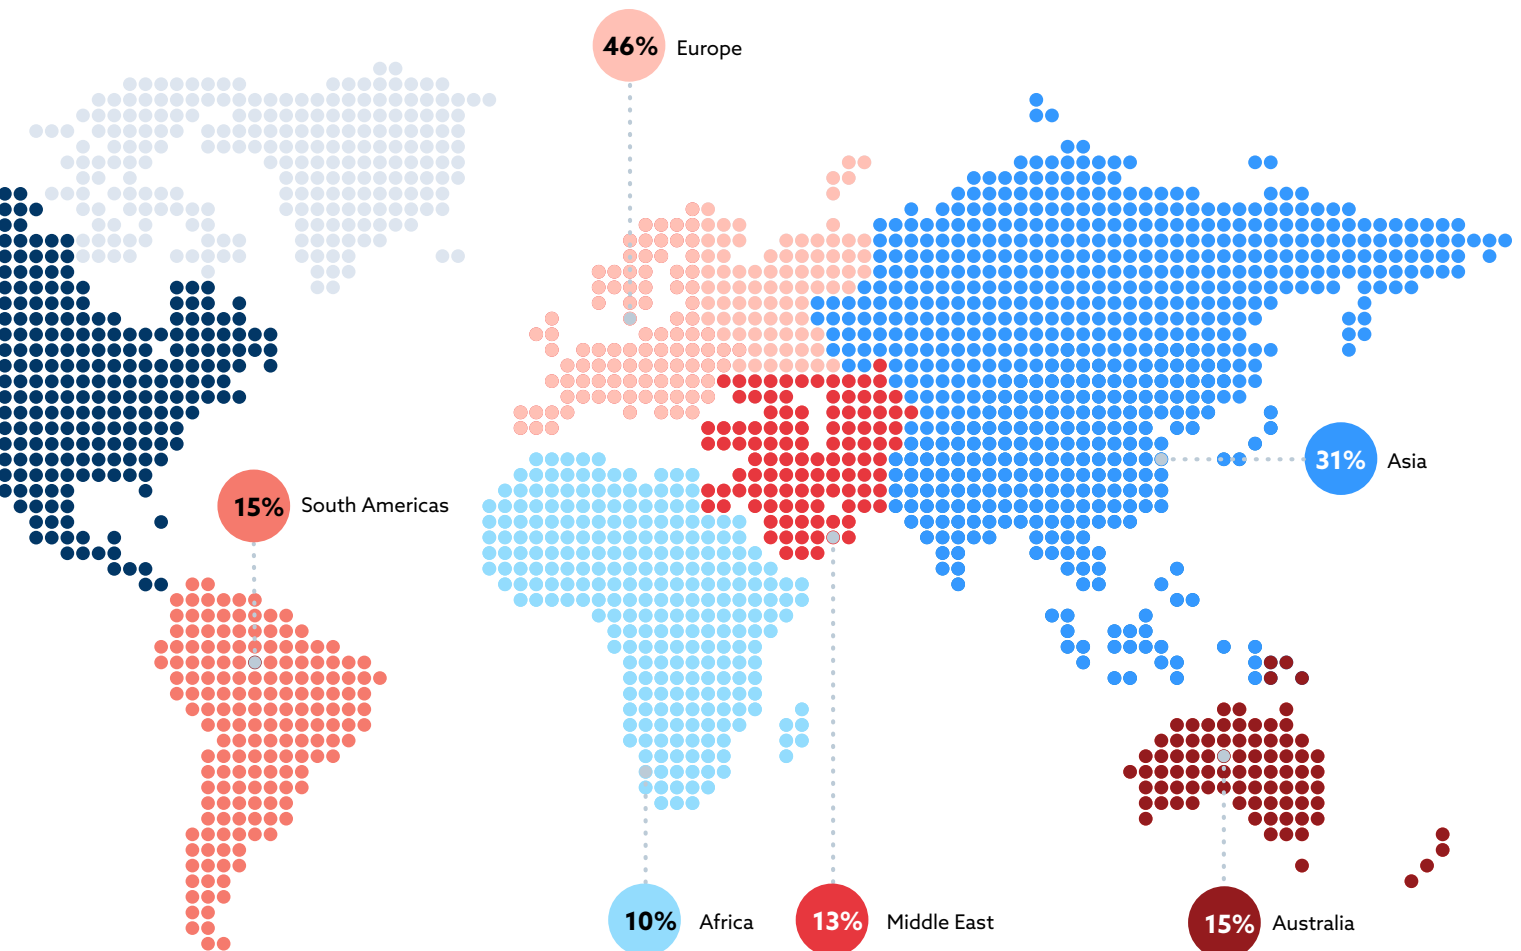 46% Europe
31% Asia
15% South Americas
10% Africa
13% Middle East
15% Australia